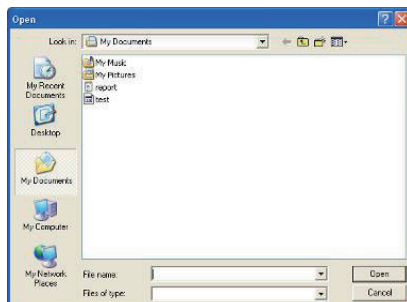 Open
Look in: My Documents
My Music
My Pictures
report
test
My Recent
Documents
Desktop
My Documents
My Computer
My Network
Places
File name:
Open
Files of type:
Cancel